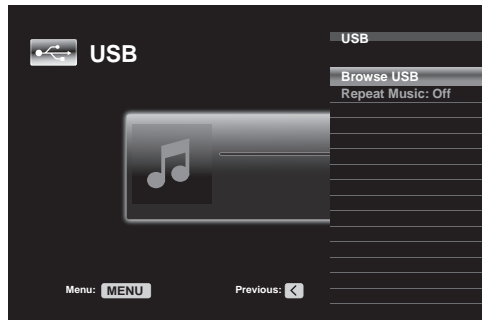 USB
USB
Browse USB
Repeat Music: Off
Menu: MENU
Previous: <